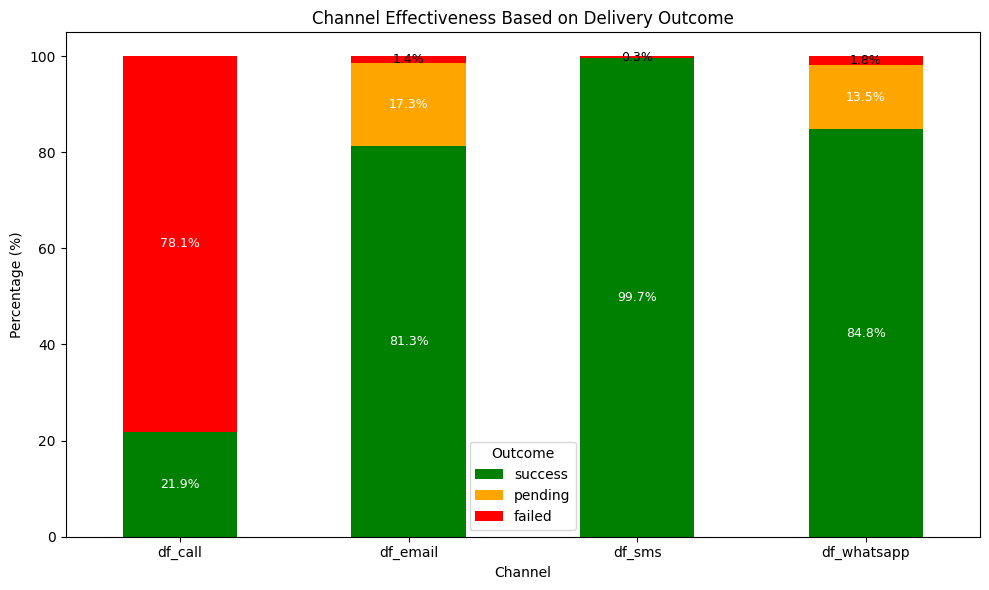 Channel Effectiveness Based on Delivery Outcome
Percentage (%)
100
80
60
40
20
0
78.1%
21.9%
1.4%
17.3%
81.3%
0.3%
99.7%
1.8%
13.5%
84.8%
Outcome
success
pending
failed
df_call
df_email
df_sms
df_whatsapp
Channel